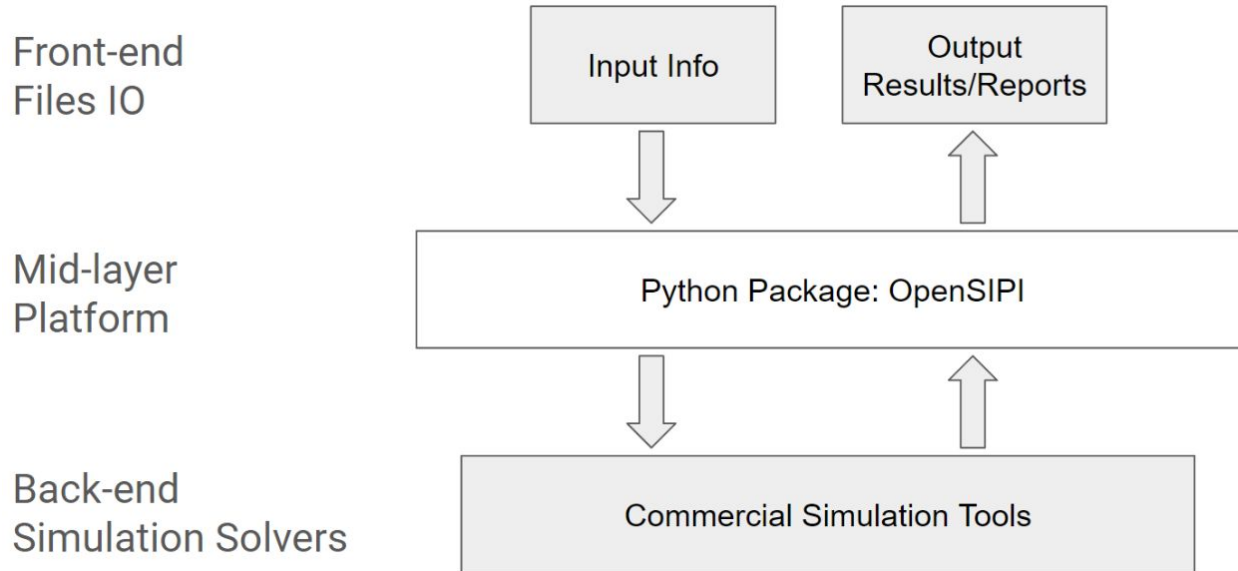 Front-end
Files IO
Input Info
Output
Results/Reports
Mid-layer
Platform
Python Package: OpenSIPI
Back-end
Simulation Solvers
Commercial Simulation Tools